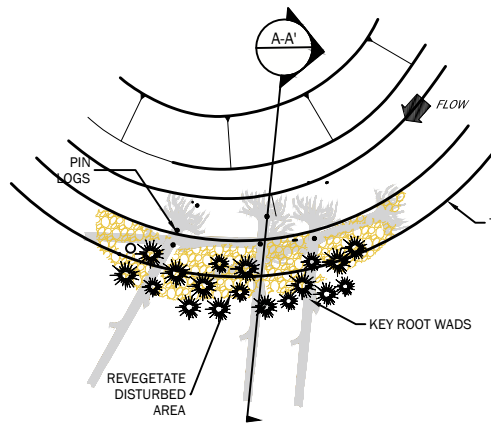 A-A'
FLOW
PIN
LOGS
KEY ROOT WADS
REVEGETATE
DISTURBED
AREA